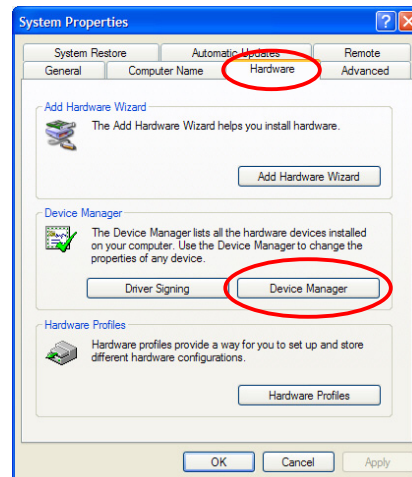 System Properties
System Restore Automatic Updates Remote
General Computer Name Hardware Advanced
Add Hardware Wizard
The Add Hardware Wizard helps you install hardware.
Add Hardware Wizard
Device Manager
The Device Manager lists all the hardware devices installed
on your computer. Use the Device Manager to change the
properties of any device.
Driver Signing Device Manager
Hardware Profiles
Hardware profiles provide a way for you to set up and store
different hardware configurations.
Hardware Profiles
OK Cancel Apply